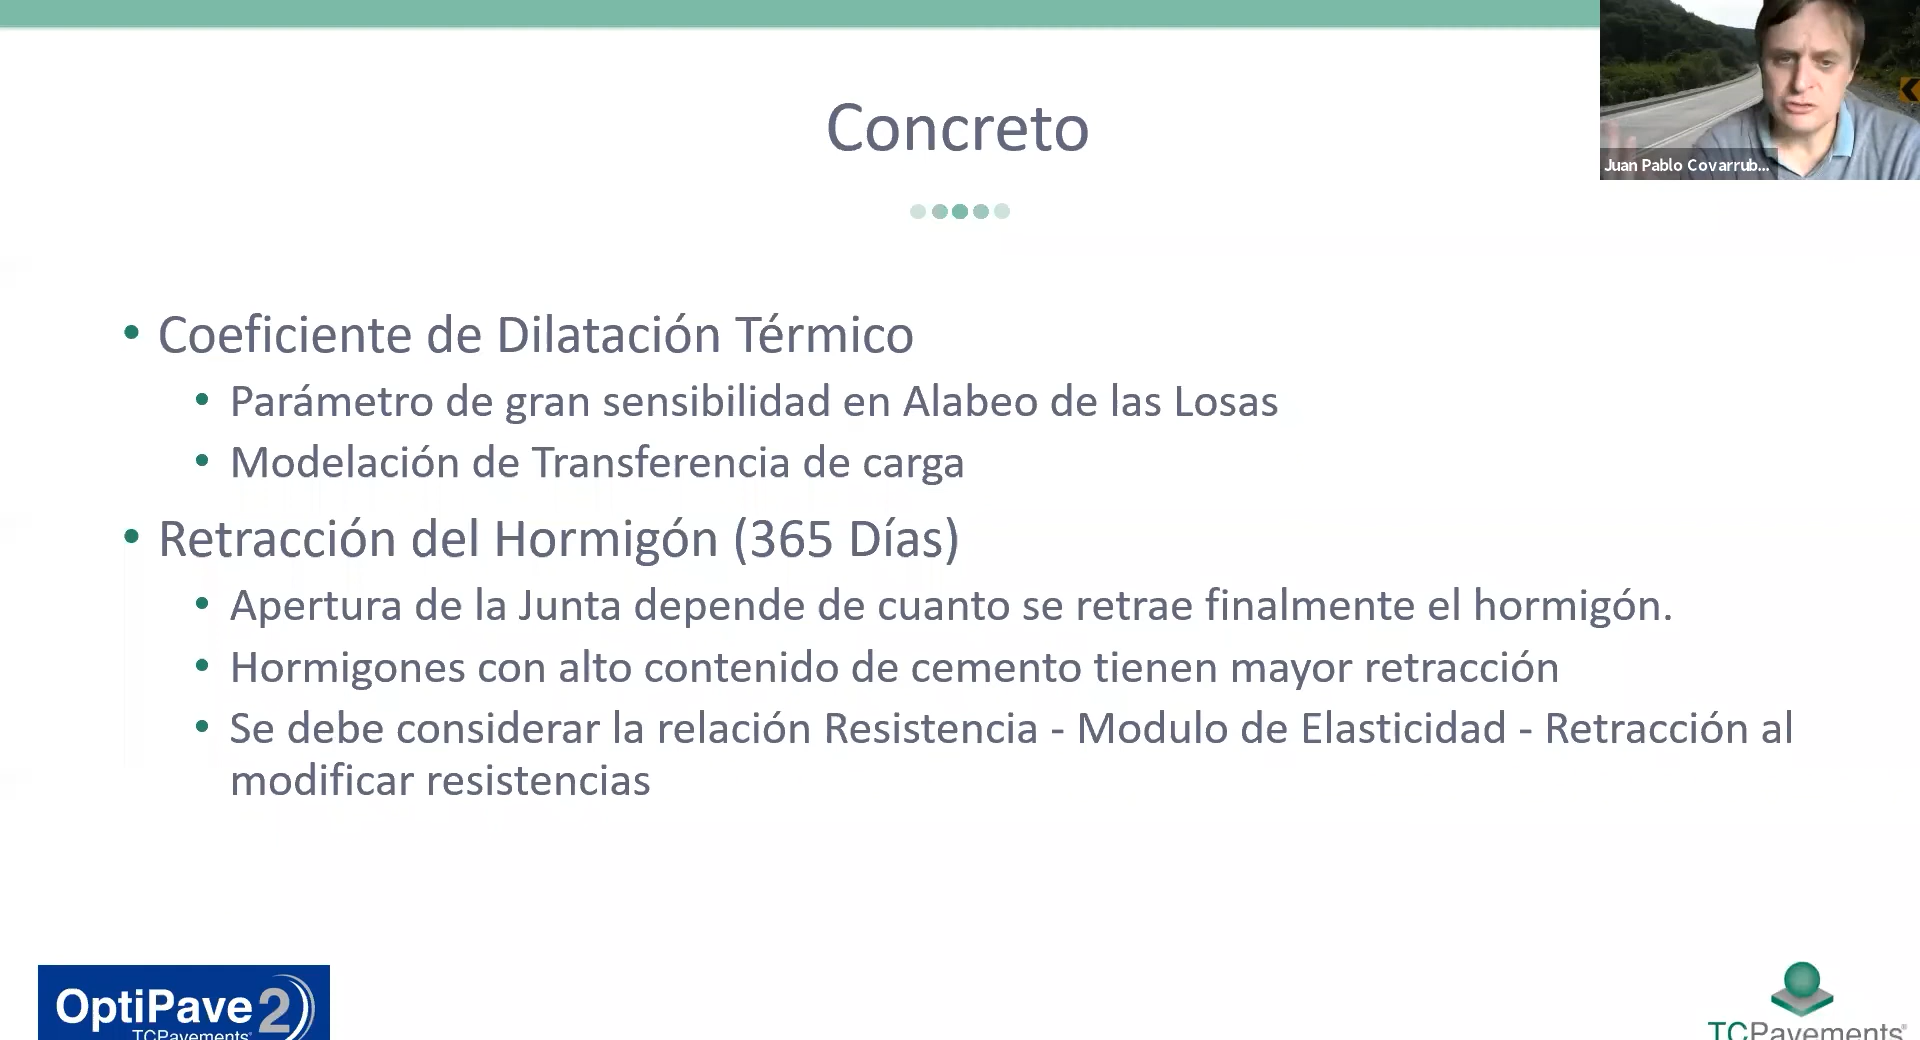 Concreto
Juan Pablo Covarrub...
• Coeficiente de Dilatación Térmico
• Parámetro de gran sensibilidad en Alabeo de las Losas
• Modelación de Transferencia de carga
• Retracción del Hormigón (365 Días)
• Apertura de la Junta depende de cuanto se retrae finalmente el hormigón.
• Hormigones con alto contenido de cemento tienen mayor retracción
• Se debe considerar la relación Resistencia - Modulo de Elasticidad - Retracción al
modificar resistencias
OptiPave 2
TCPavements®
TCPavements®